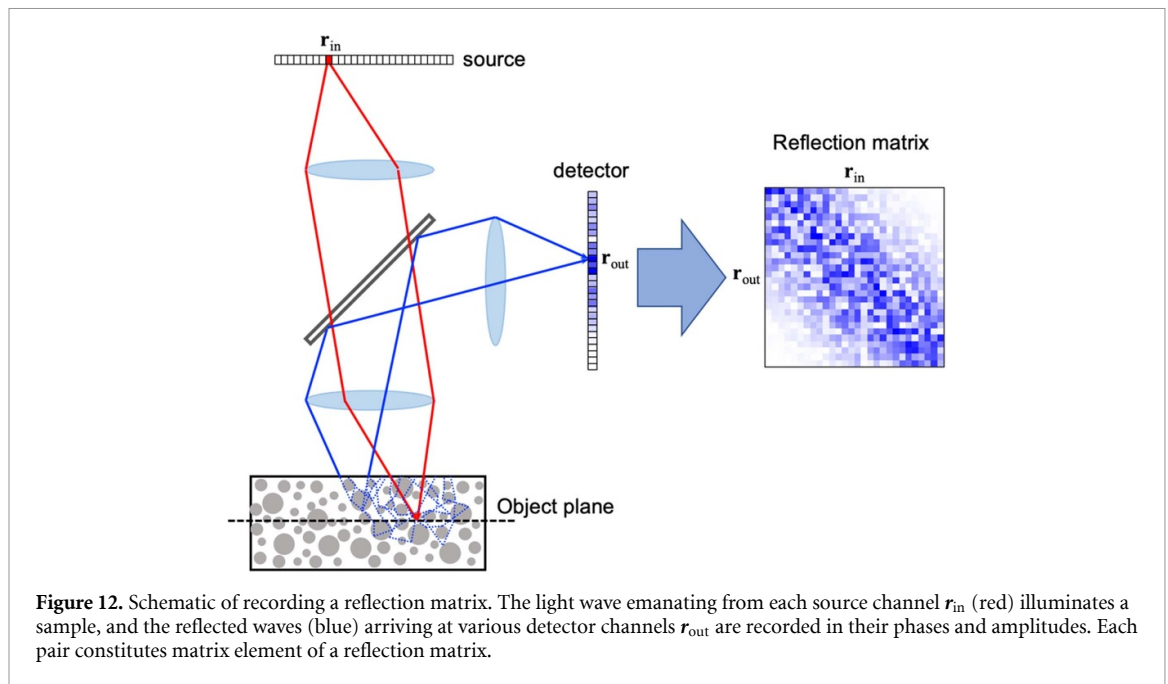 r_in
source
detector
r_out
Reflection matrix
r_in
r_out
Object plane
Figure 12. Schematic of recording a reflection matrix. The light wave emanating from each source channel r_in (red) illuminates a
sample, and the reflected waves (blue) arriving at various detector channels r_out are recorded in their phases and amplitudes. Each
pair constitutes matrix element of a reflection matrix.